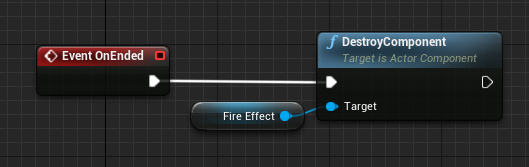 Event OnEnded
f DestroyComponent
Target is Actor Component
Fire Effect
Target